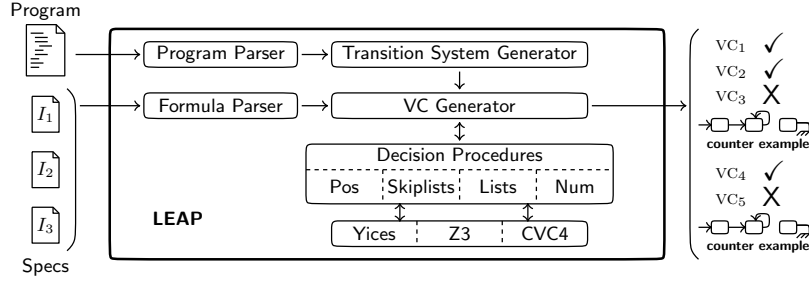 Program
Program Parser
Transition System Generator
VC₁ ✓
VC₂ ✓
VC₃ X
counter example
VC₄ ✓
VC₅ X
counter example
I₁
I₂
I₃
Specs
Formula Parser
VC Generator
Decision Procedures
Pos Skiplists Lists Num
LEAP
Yices Z3 CVC4